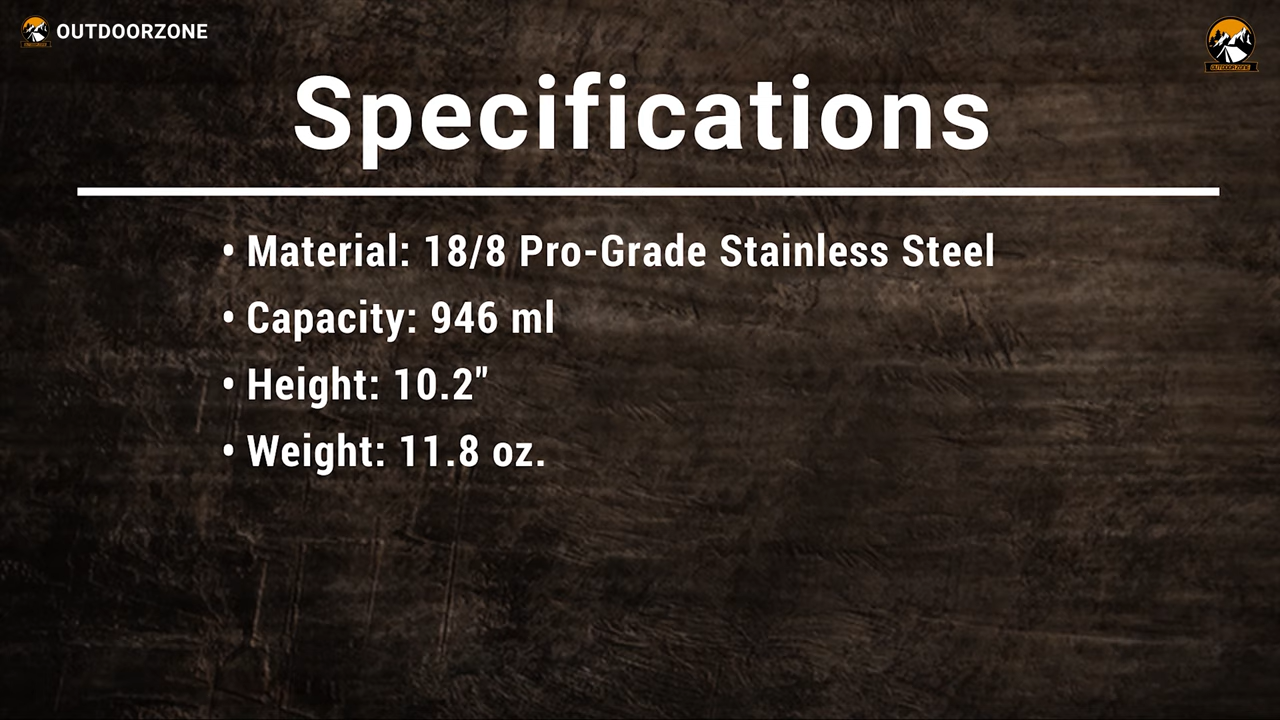 OUTDOORZONE
Specifications
• Material: 18/8 Pro-Grade Stainless Steel
• Capacity: 946 ml
• Height: 10.2"
• Weight: 11.8 oz.
OUTDOORZONE